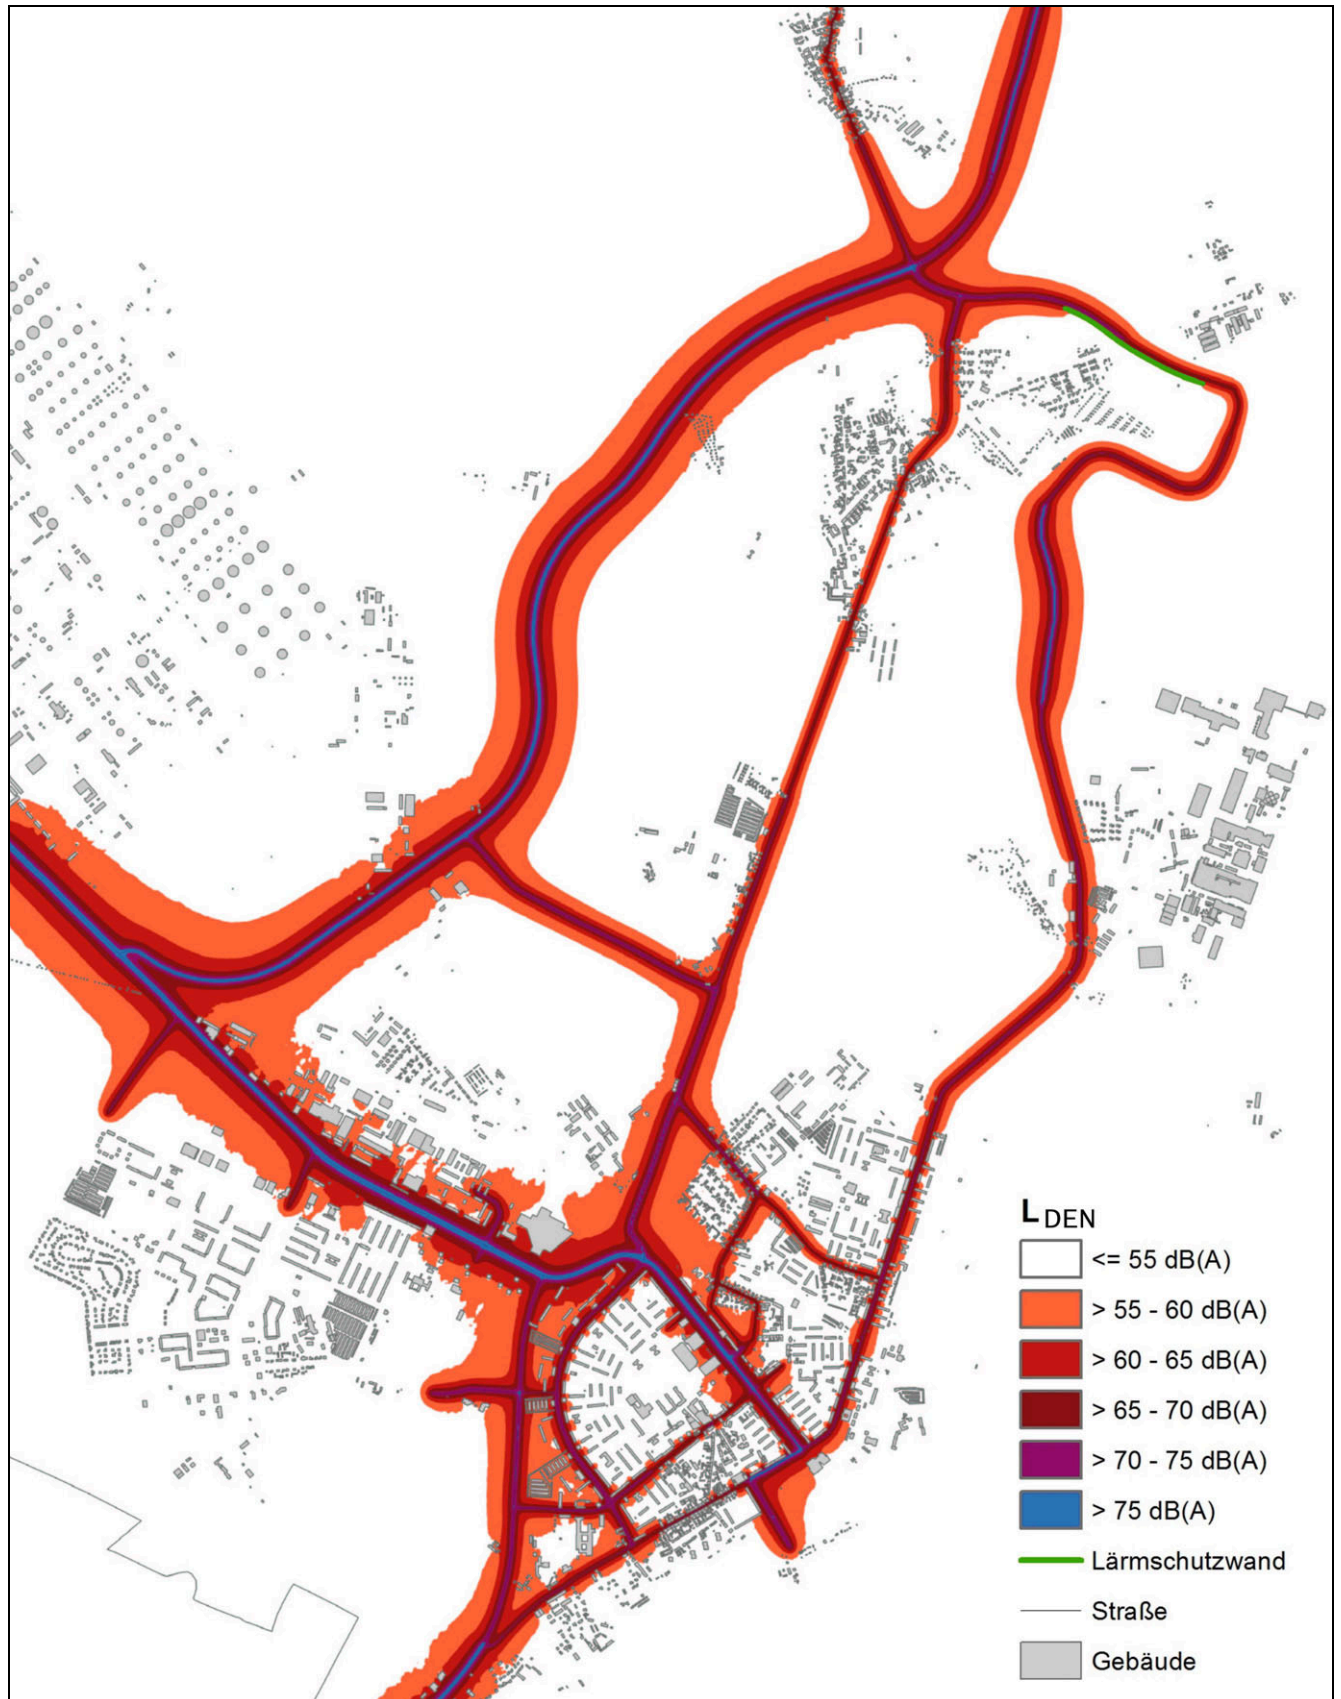 L DEN
<= 55 dB(A)
> 55 - 60 dB(A)
> 60 - 65 dB(A)
> 65 - 70 dB(A)
> 70 - 75 dB(A)
> 75 dB(A)
Lärmschutzwand
Straße
Gebäude